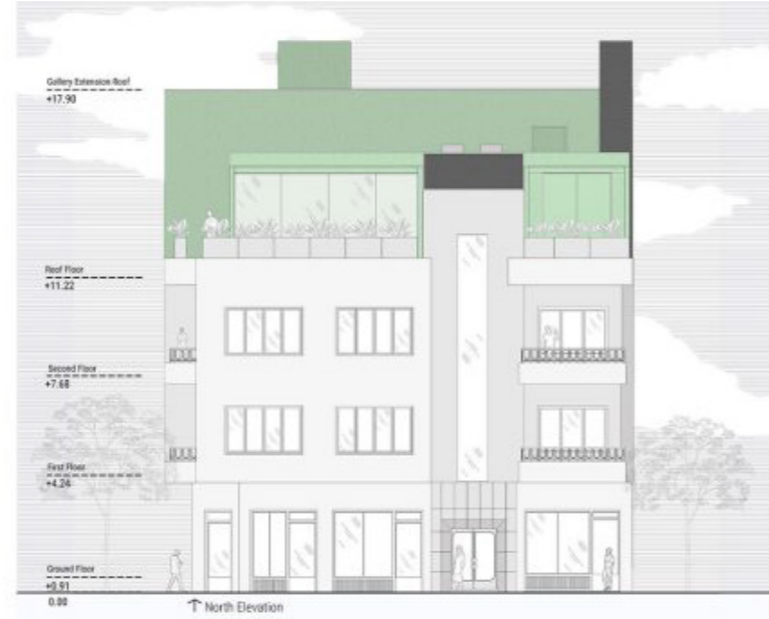 Gallery Extension Roof
+17.90
Roof Floor
+11.22
Second Floor
+7.68
First Floor
+4.24
Ground Floor
+0.91
0.00
North Elevation